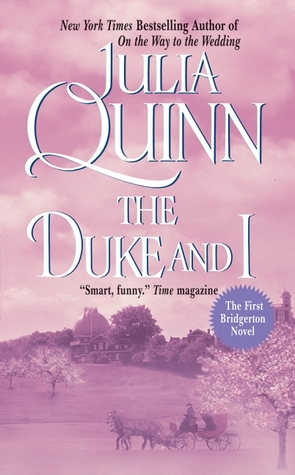 New York Times Bestselling Author of
On the Way to the Wedding
JULIA
QUINN
THE
DUKE AND I
"Smart, funny." Time magazine
The First
Bridgerton
Novel